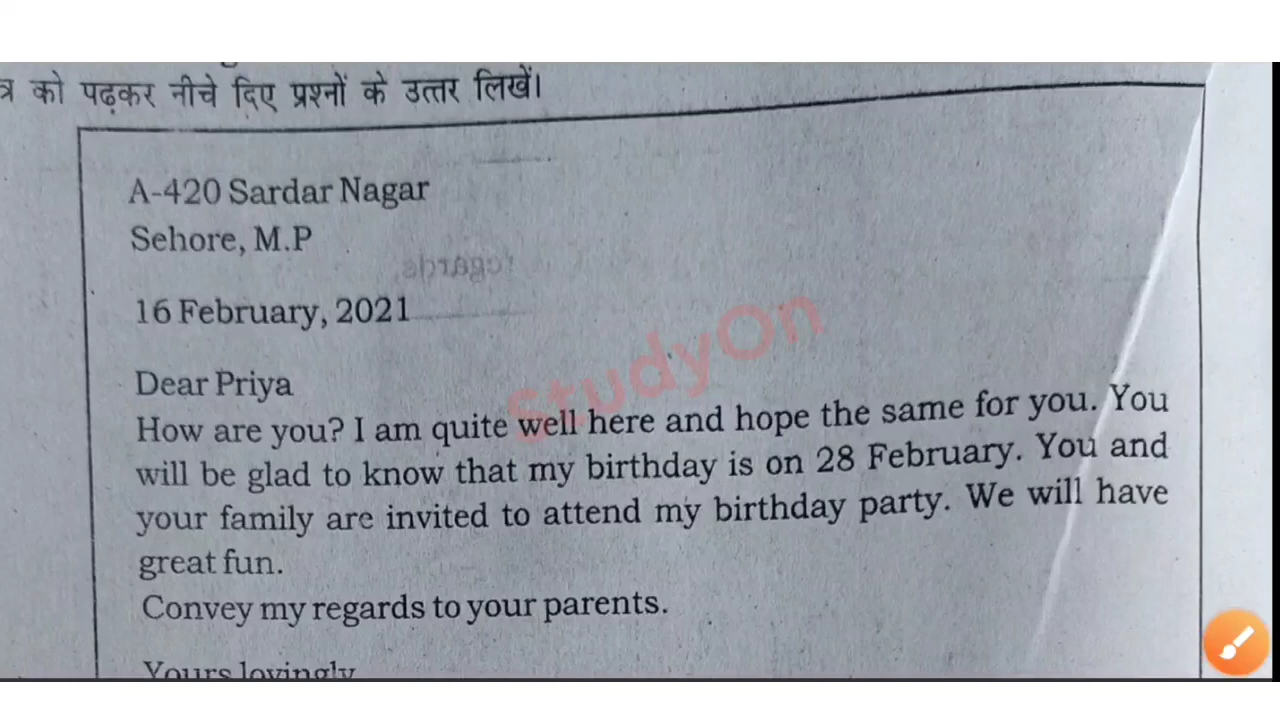 त्र को पढ़कर नीचे दिए प्रश्नों के उत्तर लिखें।
A-420 Sardar Nagar
Sehore, M.P
16 February, 2021
StudyOn
Dear Priya
How are you? I am quite well here and hope the same for you. You
will be glad to know that my birthday is on 28 February. You and
your family are invited to attend my birthday party. We will have
great fun.
Convey my regards to your parents.
Yours lovingly